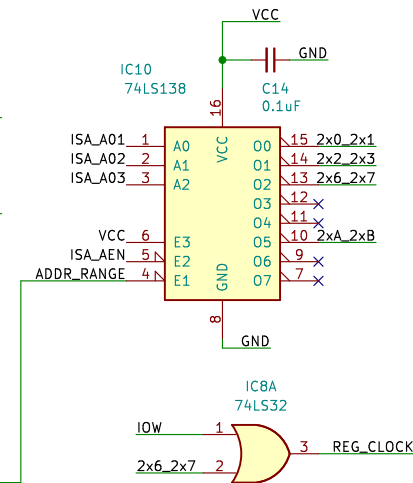 VCC
IC10
74LS138
GND
C14
0.1uF
16
VCC
ISA_A01 1 A0 O0 15 2x0_2x1
ISA_A02 2 A1 O1 14 2x2_2x3
ISA_A03 3 A2 O2 13 2x6_2x7
O3 12
O4 11
VCC 6 E3 O5 10 2xA_2xB
ISA_AEN 5 E2 O6 9
ADDR_RANGE 4 E1 O7 7
GND
8
GND
IC8A
74LS32
IOW 1
3 REG_CLOCK
2x6_2x7 2